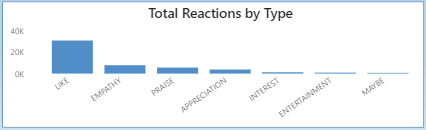 Total Reactions by Type
40K
20K
0K
LIKE
EMPATHY
PRAISE
APPRECIATION
INTEREST
ENTERTAINMENT
MAYBE